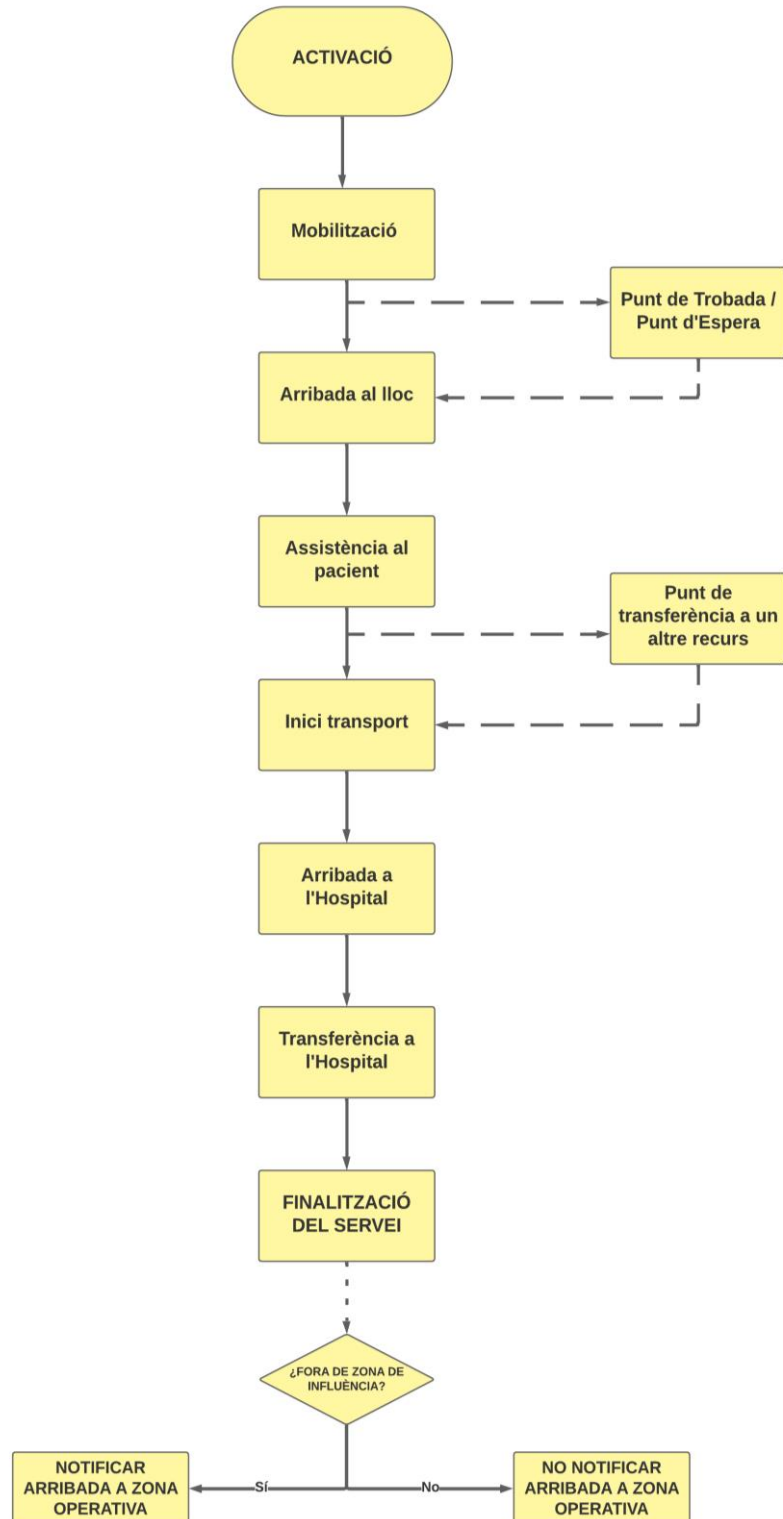 ACTIVACIÓ
Mobilització
Punt de Trobada /
Punt d'Espera
Arribada al lloc
Assistència al
pacient
Punt de
transferència a un
altre recurs
Inici transport
Arribada a
l'Hospital
Transferència a
l'Hospital
FINALITZACIÓ
DEL SERVEI
¿FORA DE ZONA DE
INFLUÈNCIA?
NOTIFICAR
ARRIBADA A ZONA
OPERATIVA
Sí
No
NO NOTIFICAR
ARRIBADA A ZONA
OPERATIVA